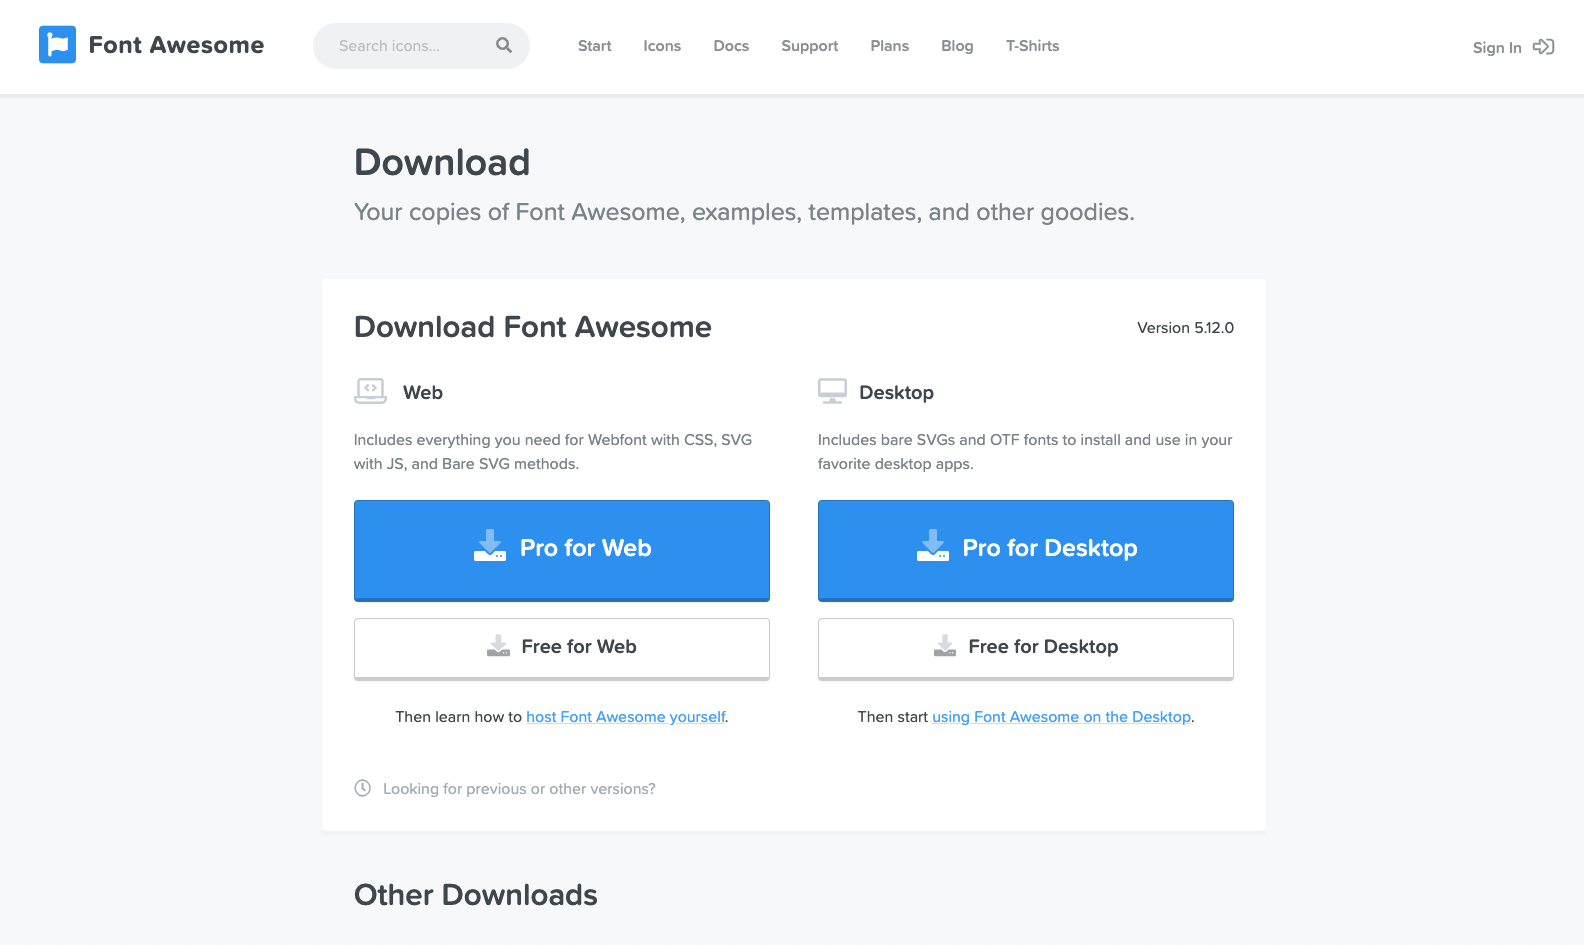 Font Awesome
Search icons...
Start
Icons
Docs
Support
Plans
Blog
T-Shirts
Sign In
Download
Your copies of Font Awesome, examples, templates, and other goodies.
Download Font Awesome
Version 5.12.0
Web
Includes everything you need for Webfont with CSS, SVG
with JS, and Bare SVG methods.
Pro for Web
Free for Web
Then learn how to host Font Awesome yourself.
Desktop
Includes bare SVGs and OTF fonts to install and use in your
favorite desktop apps.
Pro for Desktop
Free for Desktop
Then start using Font Awesome on the Desktop.
Looking for previous or other versions?
Other Downloads